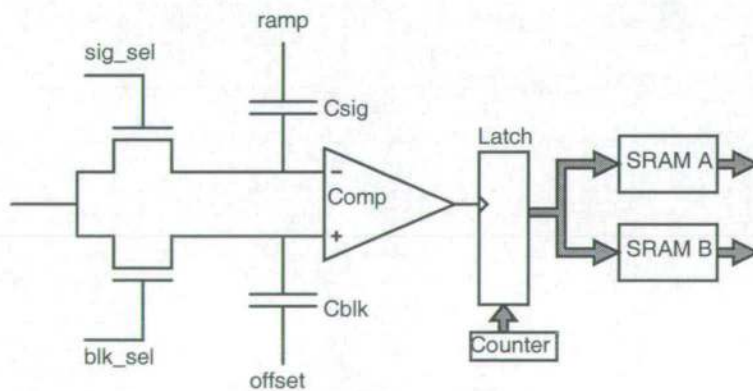 ramp
sig_sel
Csig
Latch
SRAM A
−
Comp
+
SRAM B
Cblk
Counter
blk_sel
offset